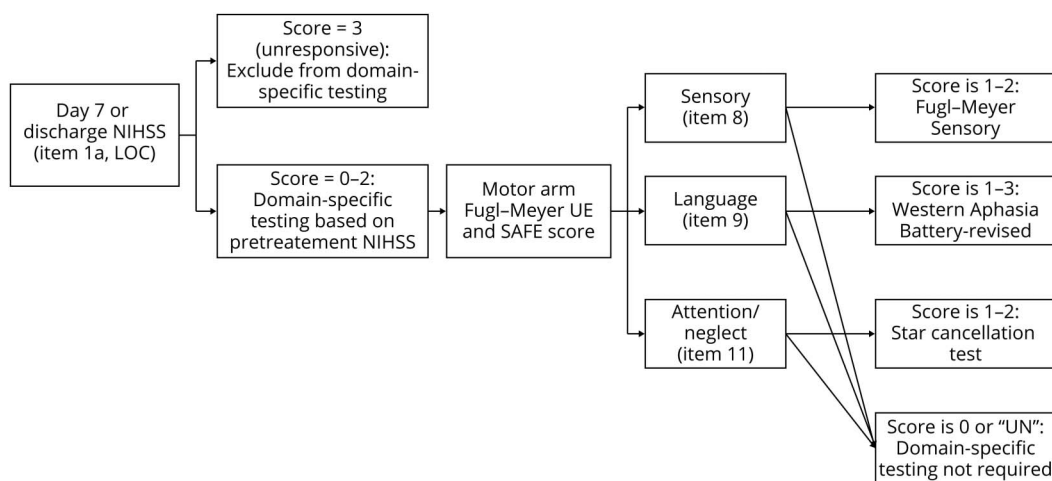 Day 7 or
discharge NIHSS
(item 1a, LOC)
Score = 3
(unresponsive):
Exclude from domain-
specific testing
Score = 0–2:
Domain-specific
testing based on
pretreatement NIHSS
Motor arm
Fugl–Meyer UE
and SAFE score
Sensory
(item 8)
Language
(item 9)
Attention/
neglect
(item 11)
Score is 1–2:
Fugl–Meyer
Sensory
Score is 1–3:
Western Aphasia
Battery-revised
Score is 1–2:
Star cancellation
test
Score is 0 or “UN”:
Domain-specific
testing not required